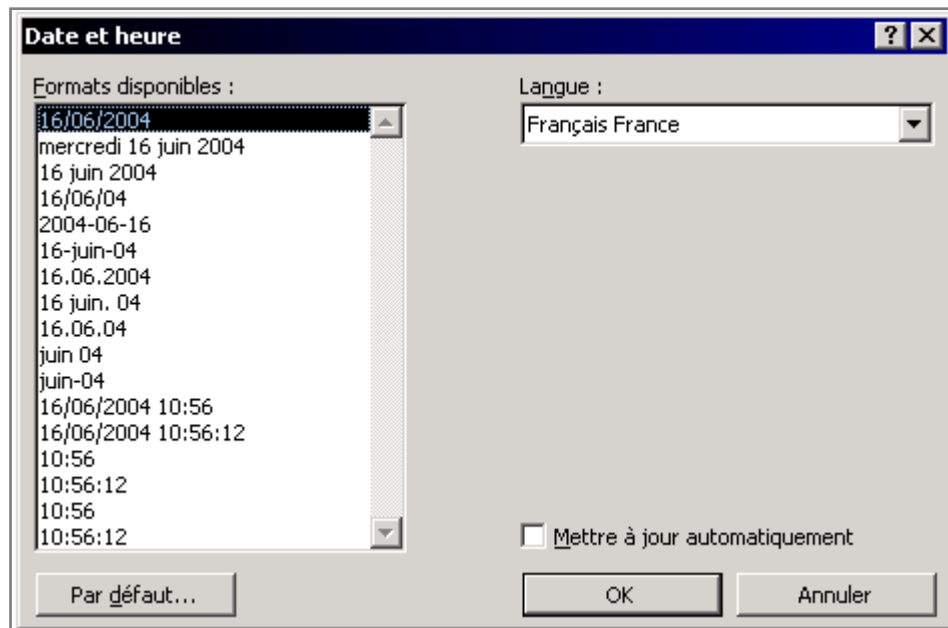 Date et heure
Formats disponibles :
16/06/2004
mercredi 16 juin 2004
16 juin 2004
16/06/04
2004-06-16
16-juin-04
16.06.2004
16 juin. 04
16.06.04
juin 04
juin-04
16/06/2004 10:56
16/06/2004 10:56:12
10:56
10:56:12
10:56
10:56:12
Langue :
Français France
Mettre à jour automatiquement
Par défaut...
OK
Annuler